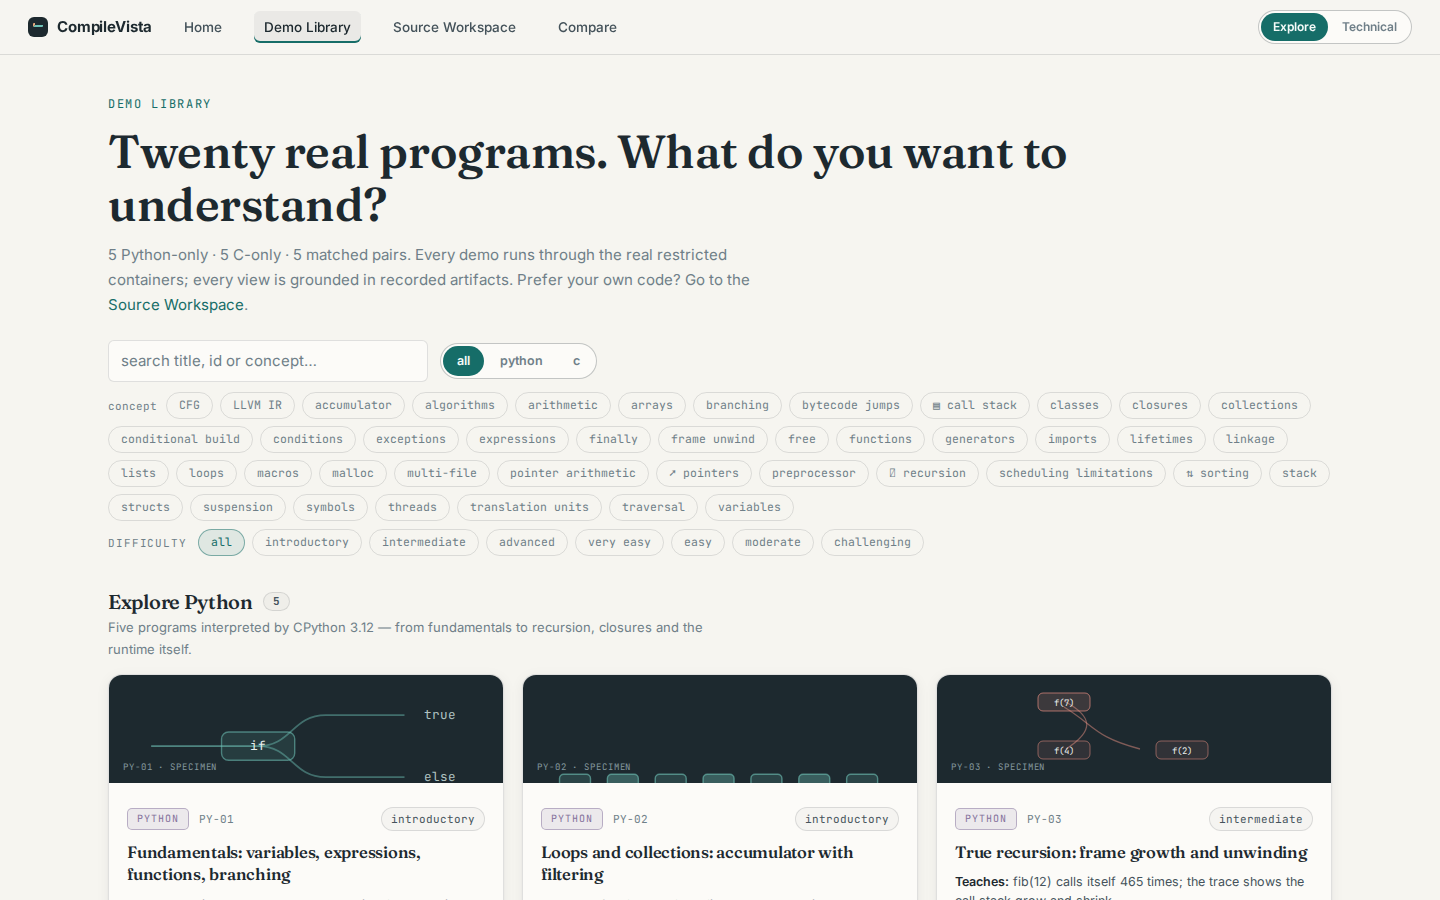 CompileVista Home Demo Library Source Workspace Compare Explore Technical
DEMO LIBRARY
Twenty real programs. What do you want to
understand?
5 Python-only · 5 C-only · 5 matched pairs. Every demo runs through the real restricted
containers; every view is grounded in recorded artifacts. Prefer your own code? Go to the
Source Workspace.
search title, id or concept... all python c
concept CFG LLVM IR accumulator algorithms arithmetic arrays branching bytecode jumps call stack classes closures collections
conditional build conditions exceptions expressions finally frame unwind free functions generators imports lifetimes linkage
lists loops macros malloc multi-file pointer arithmetic ↗ pointers preprocessor recursion scheduling limitations ⇅ sorting stack
structs suspension symbols threads translation units traversal variables
DIFFICULTY all introductory intermediate advanced very easy easy moderate challenging
Explore Python 5
Five programs interpreted by CPython 3.12 — from fundamentals to recursion, closures and the
runtime itself.
true
if
else
PY-01 · SPECIMEN
PY-02 · SPECIMEN
f(7)
f(4) f(2)
PY-03 · SPECIMEN
PYTHON PY-01 introductory
Fundamentals: variables, expressions,
functions, branching
PYTHON PY-02 introductory
Loops and collections: accumulator with
filtering
PYTHON PY-03 intermediate
True recursion: frame growth and unwinding
Teaches: fib(12) calls itself 465 times; the trace shows the
call stack grow and shrink